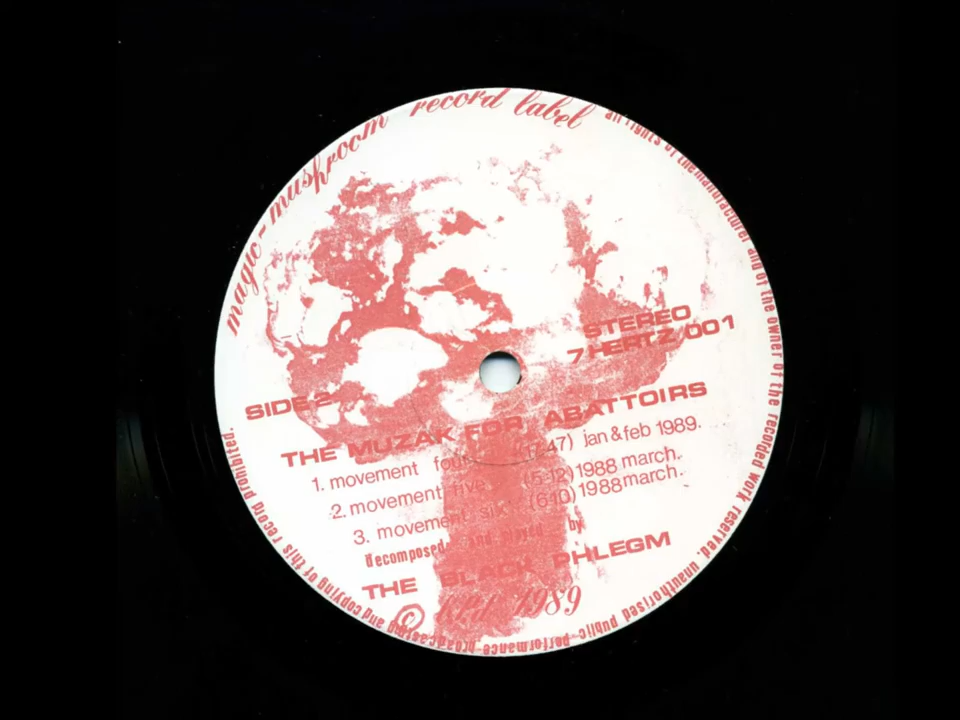 magic-mushroom record label
all rights of the manufacturer and of the owner of the recorded work reserved. unauthorised public performance broadcasting and copying of this record prohibited.
STEREO
7 HERTZ/001
SIDE 2
THE MUZAK FOR ABATTOIRS
1. movement four (17-47) jan & feb 1989.
2. movement five (5-12) 1988 march.
3. movement six (6-10) 1988 march.
decomposed and played by
THE BLACK PHLEGM
© 1989